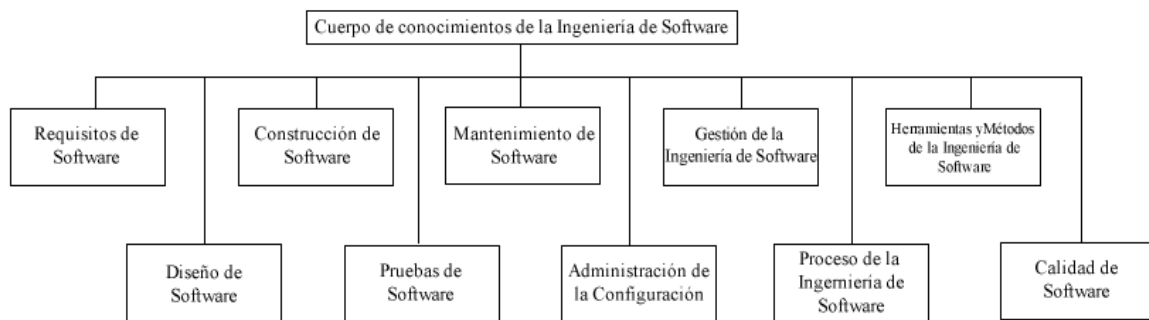 Cuerpo de conocimientos de la Ingeniería de Software
Requisitos de
Software
Construcción de
Software
Mantenimiento de
Software
Gestión de la
Ingeniería de Software
Herramientas yMétodos
de la Ingeniería de
Software
Diseño de
Software
Pruebas de
Software
Administración de
la Configuración
Proceso de la
Ingerniería de
Software
Calidad de
Software